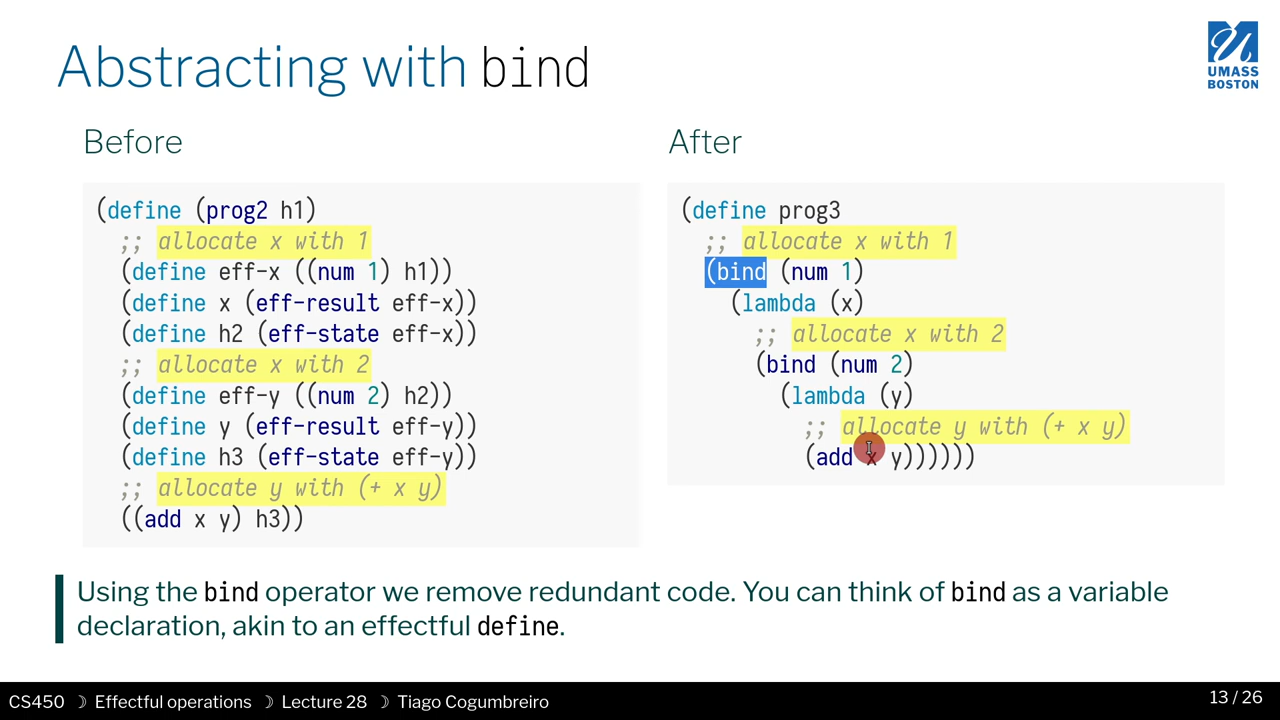 Abstracting with bind
UMASS
BOSTON
Before
(define (prog2 h1)
;; allocate x with 1
(define eff-x ((num 1) h1))
(define x (eff-result eff-x))
(define h2 (eff-state eff-x))
;; allocate x with 2
(define eff-y ((num 2) h2))
(define y (eff-result eff-y))
(define h3 (eff-state eff-y))
;; allocate y with (+ x y)
((add x y) h3))
After
(define prog3
;; allocate x with 1
(bind (num 1)
(lambda (x)
;; allocate x with 2
(bind (num 2)
(lambda (y)
;; allocate y with (+ x y)
(add x y))))))
Using the bind operator we remove redundant code. You can think of bind as a variable
declaration, akin to an effectful define.
CS450 ☽ Effectful operations ☽ Lecture 28 ☽ Tiago Cogumbreiro
13 / 26